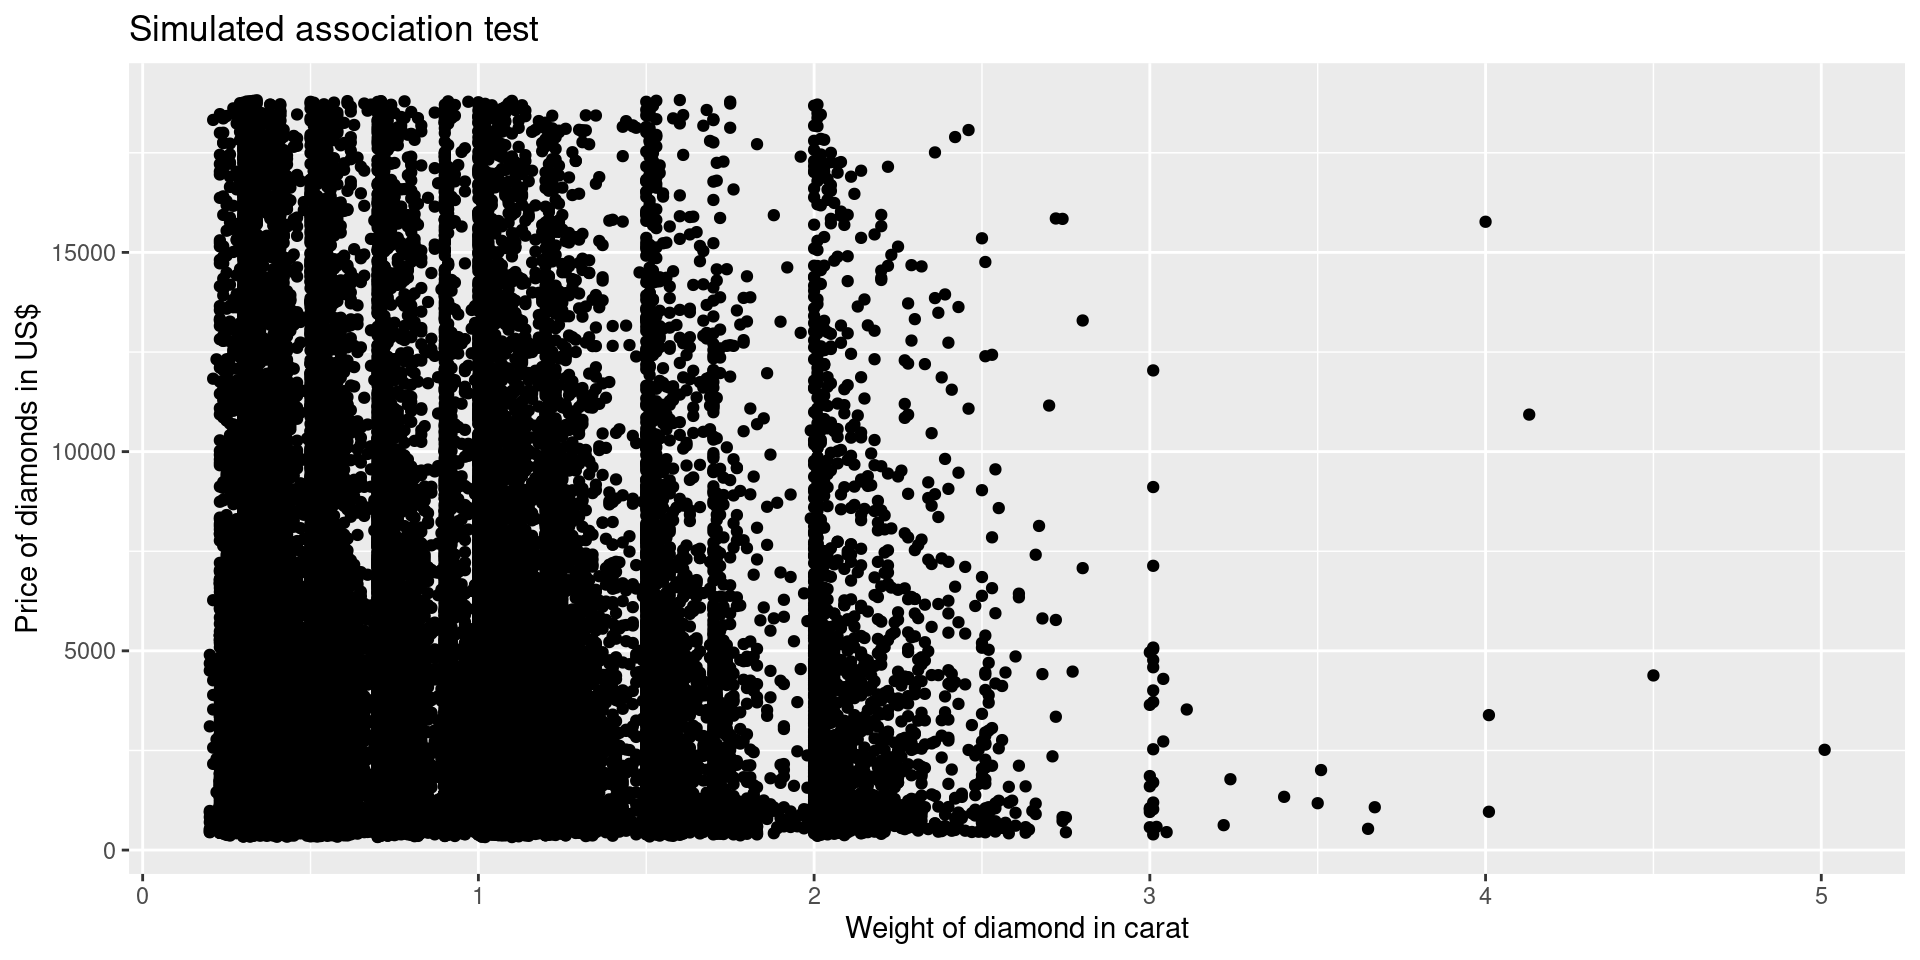 Simulated association test
Price of diamonds in US$
15000
10000
5000
0
0 1 2 3 4 5
Weight of diamond in carat